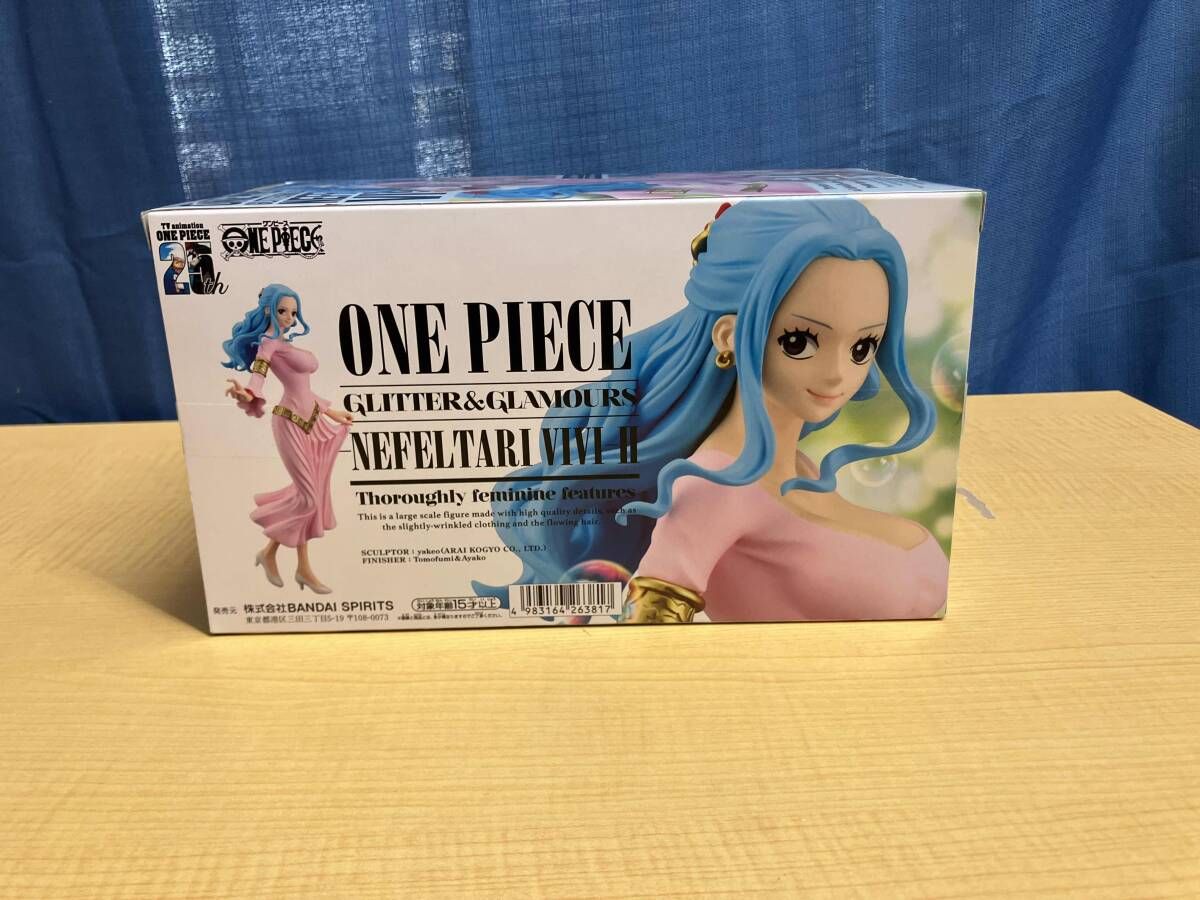 TV animation
ONE PIECE
25th
ワンピース
ONE PIECE
ONE PIECE
GLITTER&GLAMOURS
NEFELTARI VIVI-II
Thoroughly feminine features
This is a large scale figure made with high quality details, such as
the slightly-wrinkled clothing and the flowing hair.
SCULPTOR : yakeo(ARAI KOGYO CO., LTD.)
FINISHER : Tomofumi&Ayako
発売元 株式会社BANDAI SPIRITS
東京都港区三田三丁目5-19 〒108-0073
対象年齢15才以上
4 983164 263817